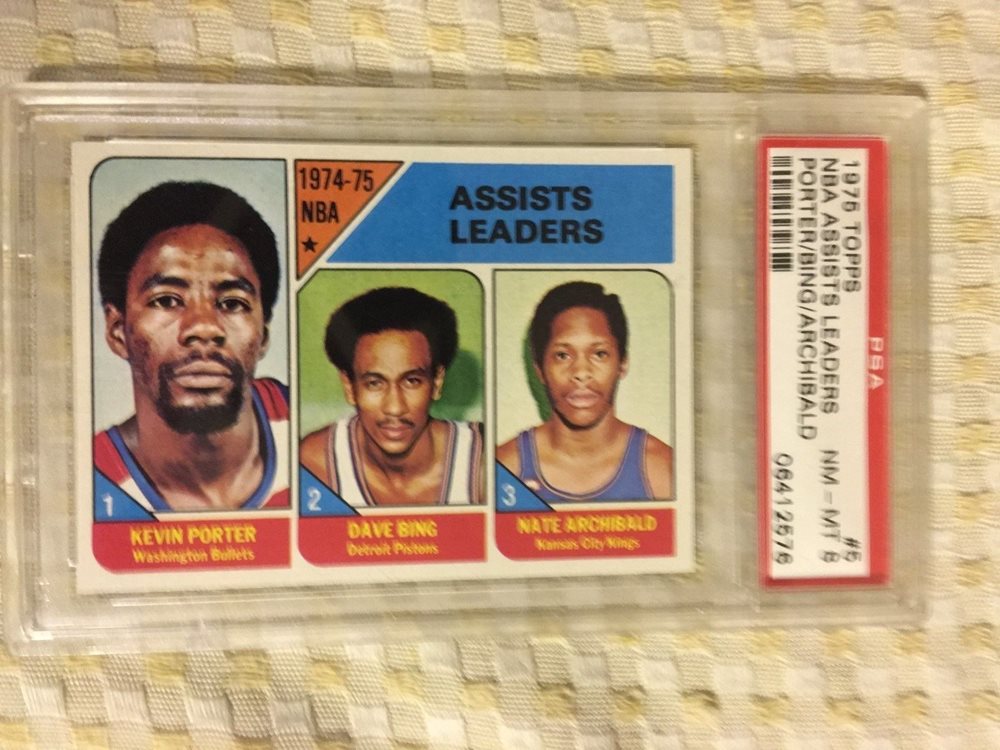 1974-75
NBA
ASSISTS
LEADERS
1
KEVIN PORTER
Washington Bullets
2
DAVE BING
Detroit Pistons
3
NATE ARCHIBALD
Kansas City Kings
PSA
1975 TOPPS #5
NBA ASSISTS LEADERS NM - MT 8
PORTER/BING/ARCHIBALD
06412576